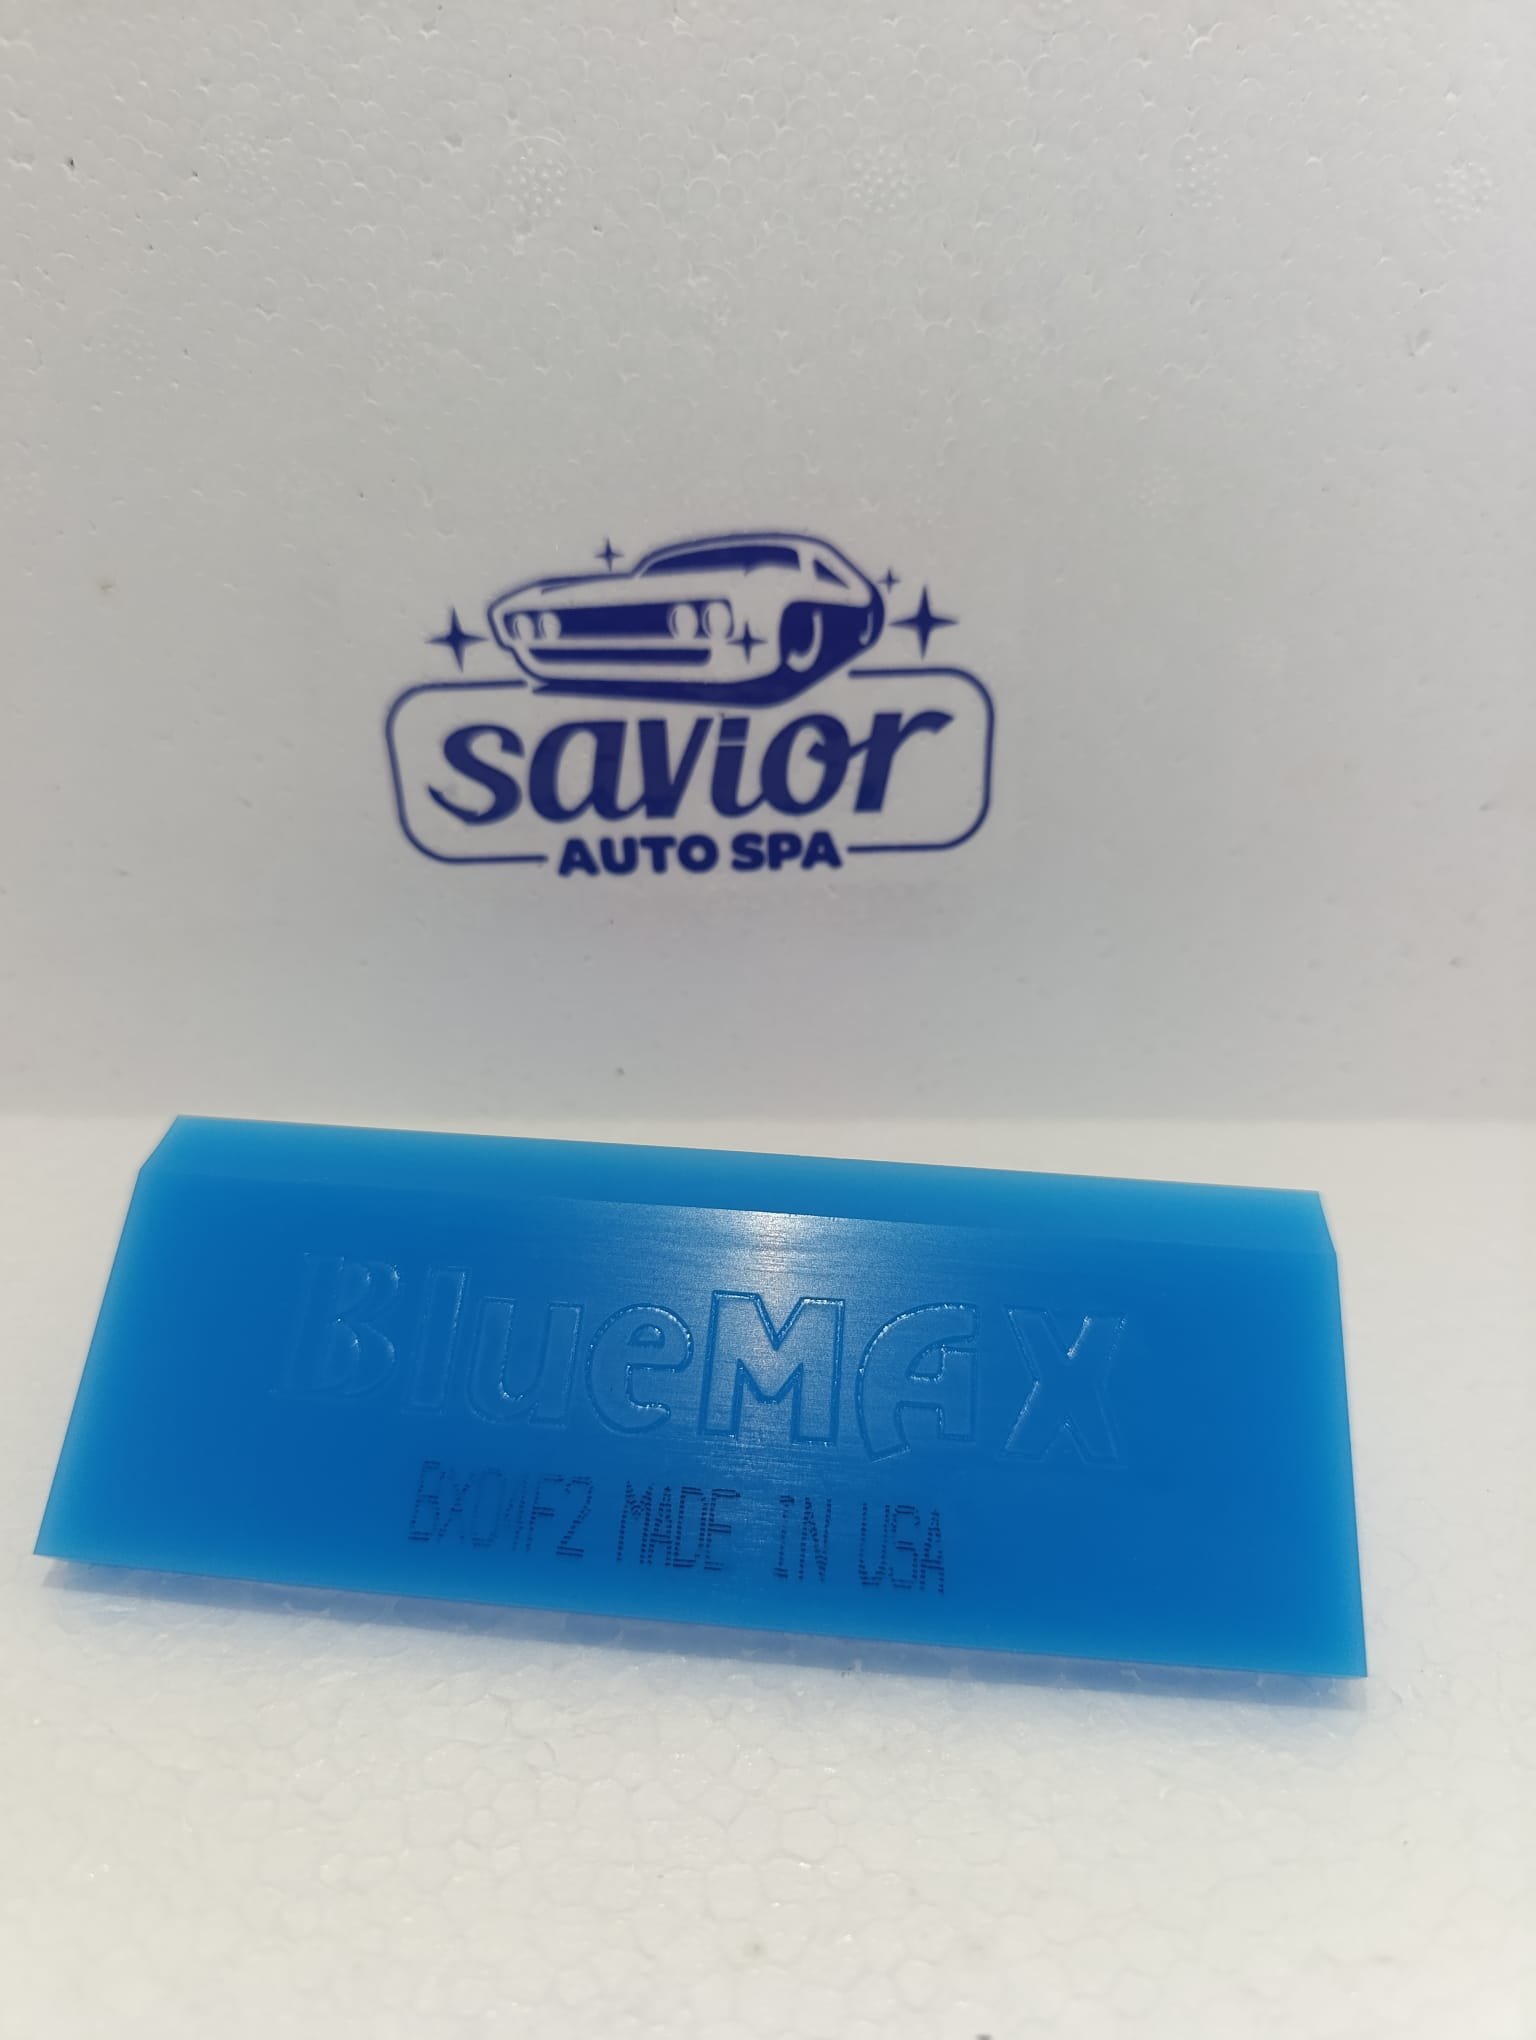 savior
AUTO SPA
BlueMAX
BX04F2 MADE IN USA